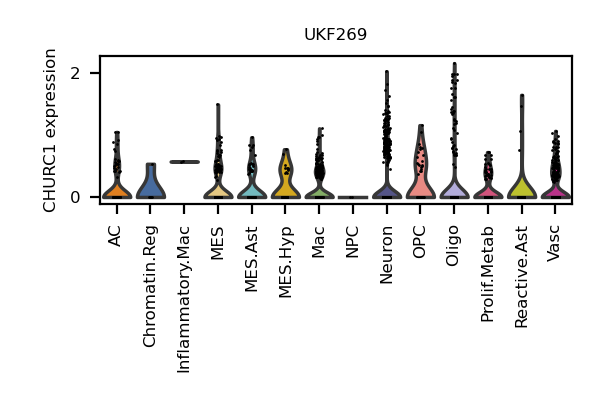 UKF269
CHURC1 expression
2
0
AC
Chromatin.Reg
Inflammatory.Mac
MES
MES.Ast
MES.Hyp
Mac
NPC
Neuron
OPC
Oligo
Prolif.Metab
Reactive.Ast
Vasc